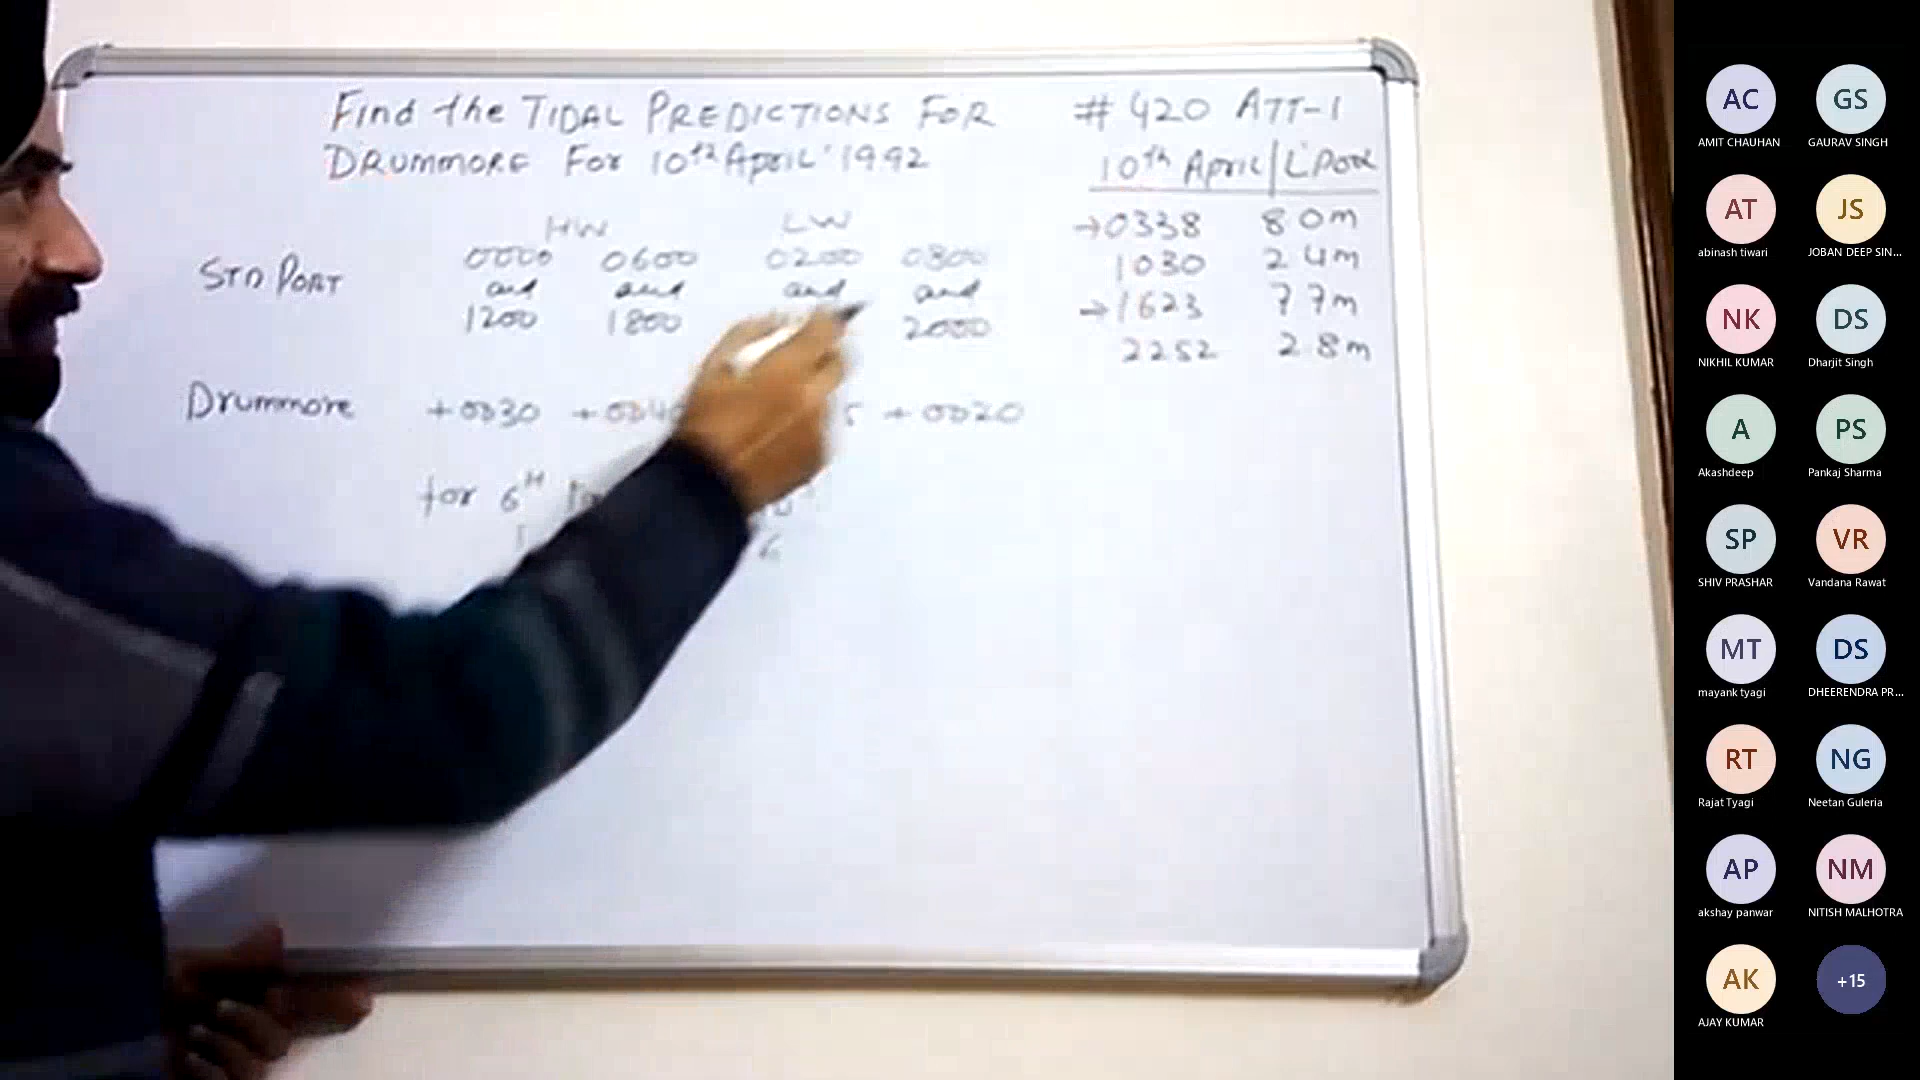 Find the TIDAL PREDICTIONS FOR
DRUMMORE For 10th April '1992
# 420 ATT-1
10th April/L'Pool
HW LW
STD PORT
0000 0600 0200 0800
and and and and
1200 1800 2000
→0338 8 0m
1030 2 4m
→1623 7 7m
2252 2 8m
Drummore +0030 5 +0020
for 6H
AC GS
AMIT CHAUHAN GAURAV SINGH
AT JS
abinash tiwari JOBAN DEEP SIN...
NK DS
NIKHIL KUMAR Dharjit Singh
A PS
Akashdeep Pankaj Sharma
SP VR
SHIV PRASHAR Vandana Rawat
MT DS
mayank tyagi DHEERENDRA PR...
RT NG
Rajat Tyagi Neetan Guleria
AP NM
akshay panwar NITISH MALHOTRA
AK +15
AJAY KUMAR